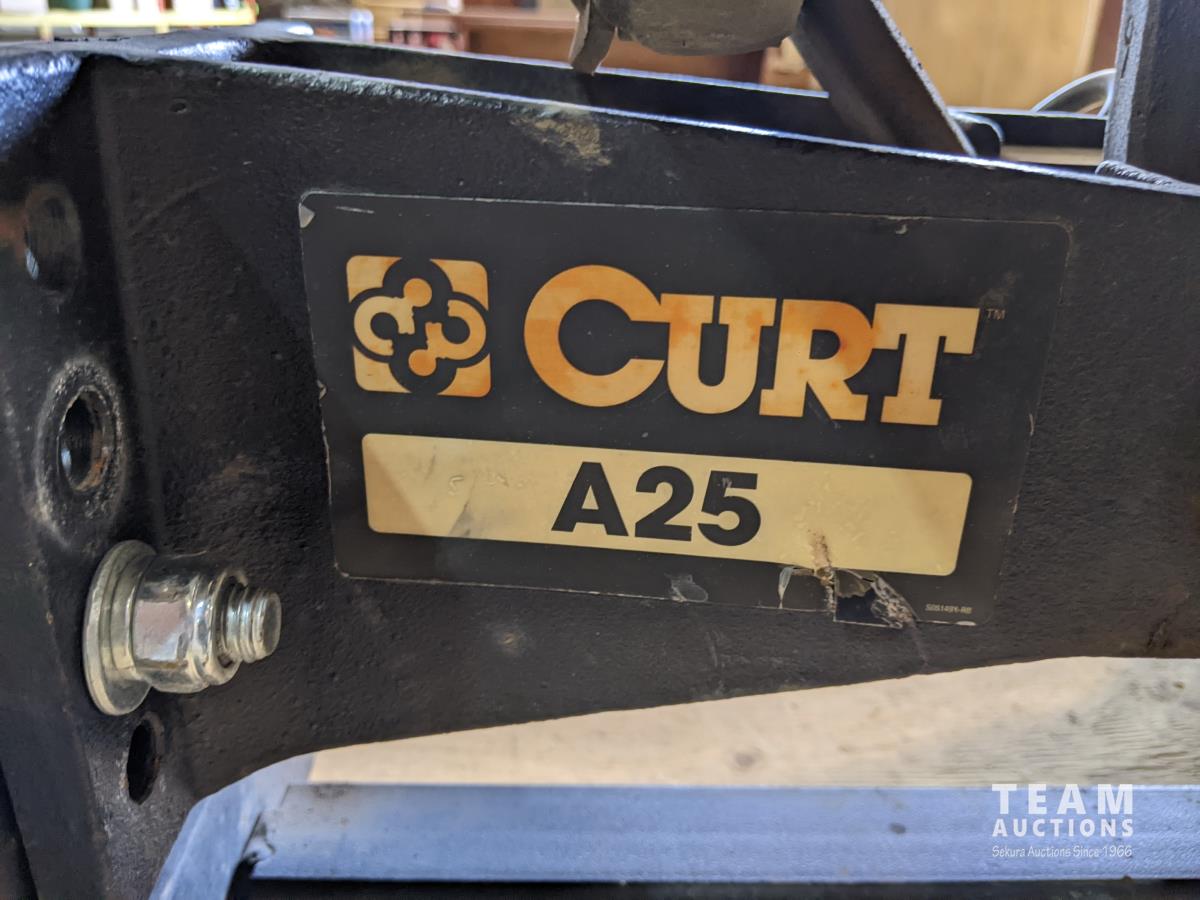 CURT™
A25
TEAM
AUCTIONS
Sekura Auctions Since 1966